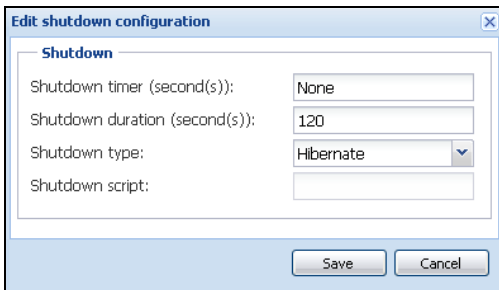 Edit shutdown configuration
Shutdown
Shutdown timer (second(s)): None
Shutdown duration (second(s)): 120
Shutdown type: Hibernate
Shutdown script:
Save Cancel